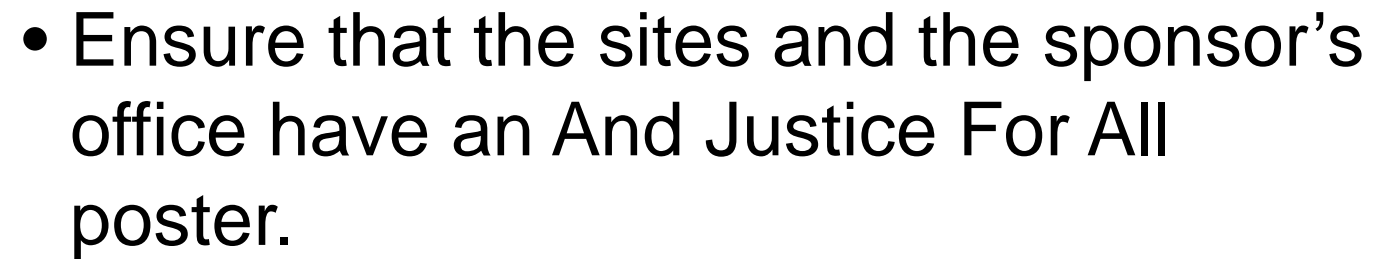 • Ensure that the sites and the sponsor’s
office have an And Justice For All
poster.